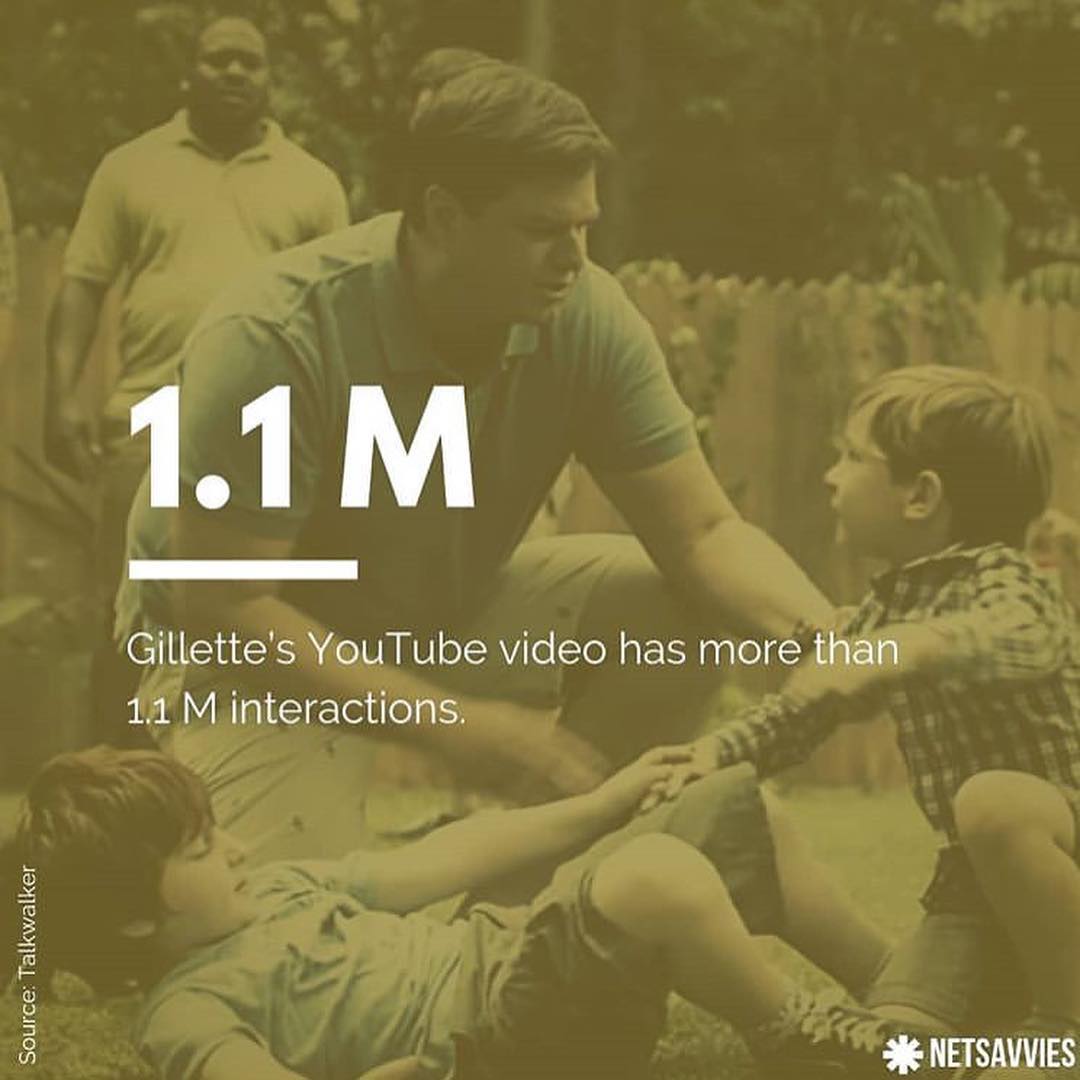 1.1 M
Gillette's YouTube video has more than
1.1 M interactions.
Source: Talkwalker
NETSAVVIES